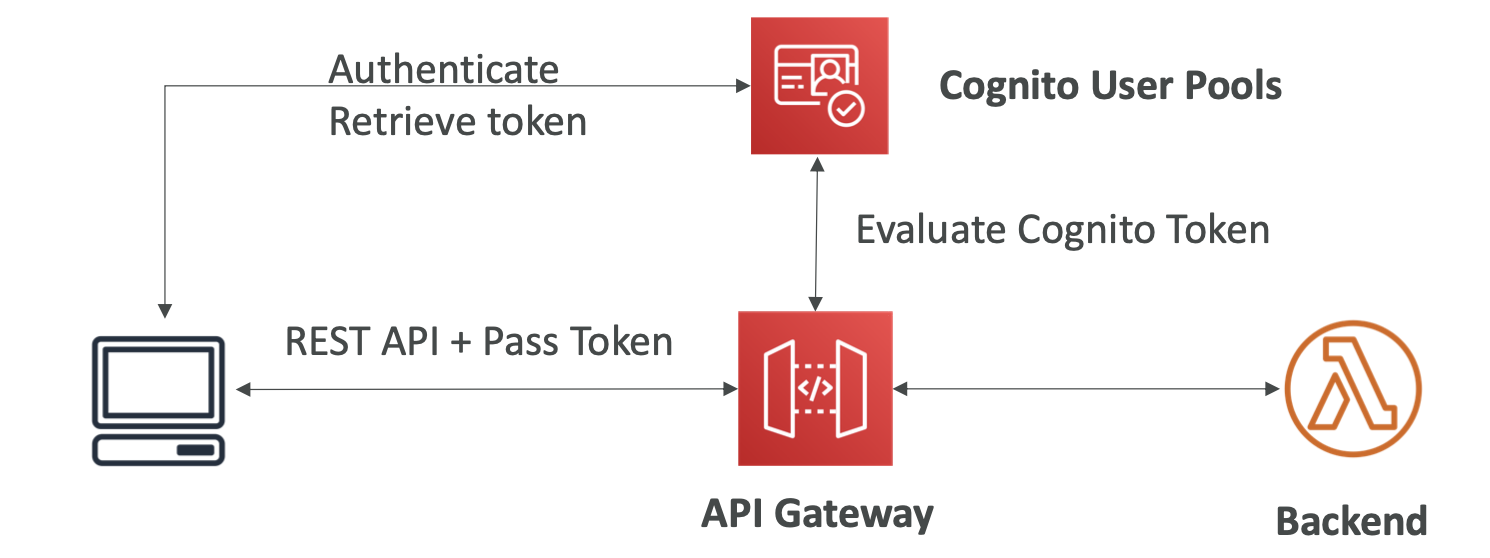 Authenticate
Retrieve token
Cognito User Pools
Evaluate Cognito Token
REST API + Pass Token
</>
API Gateway
Backend